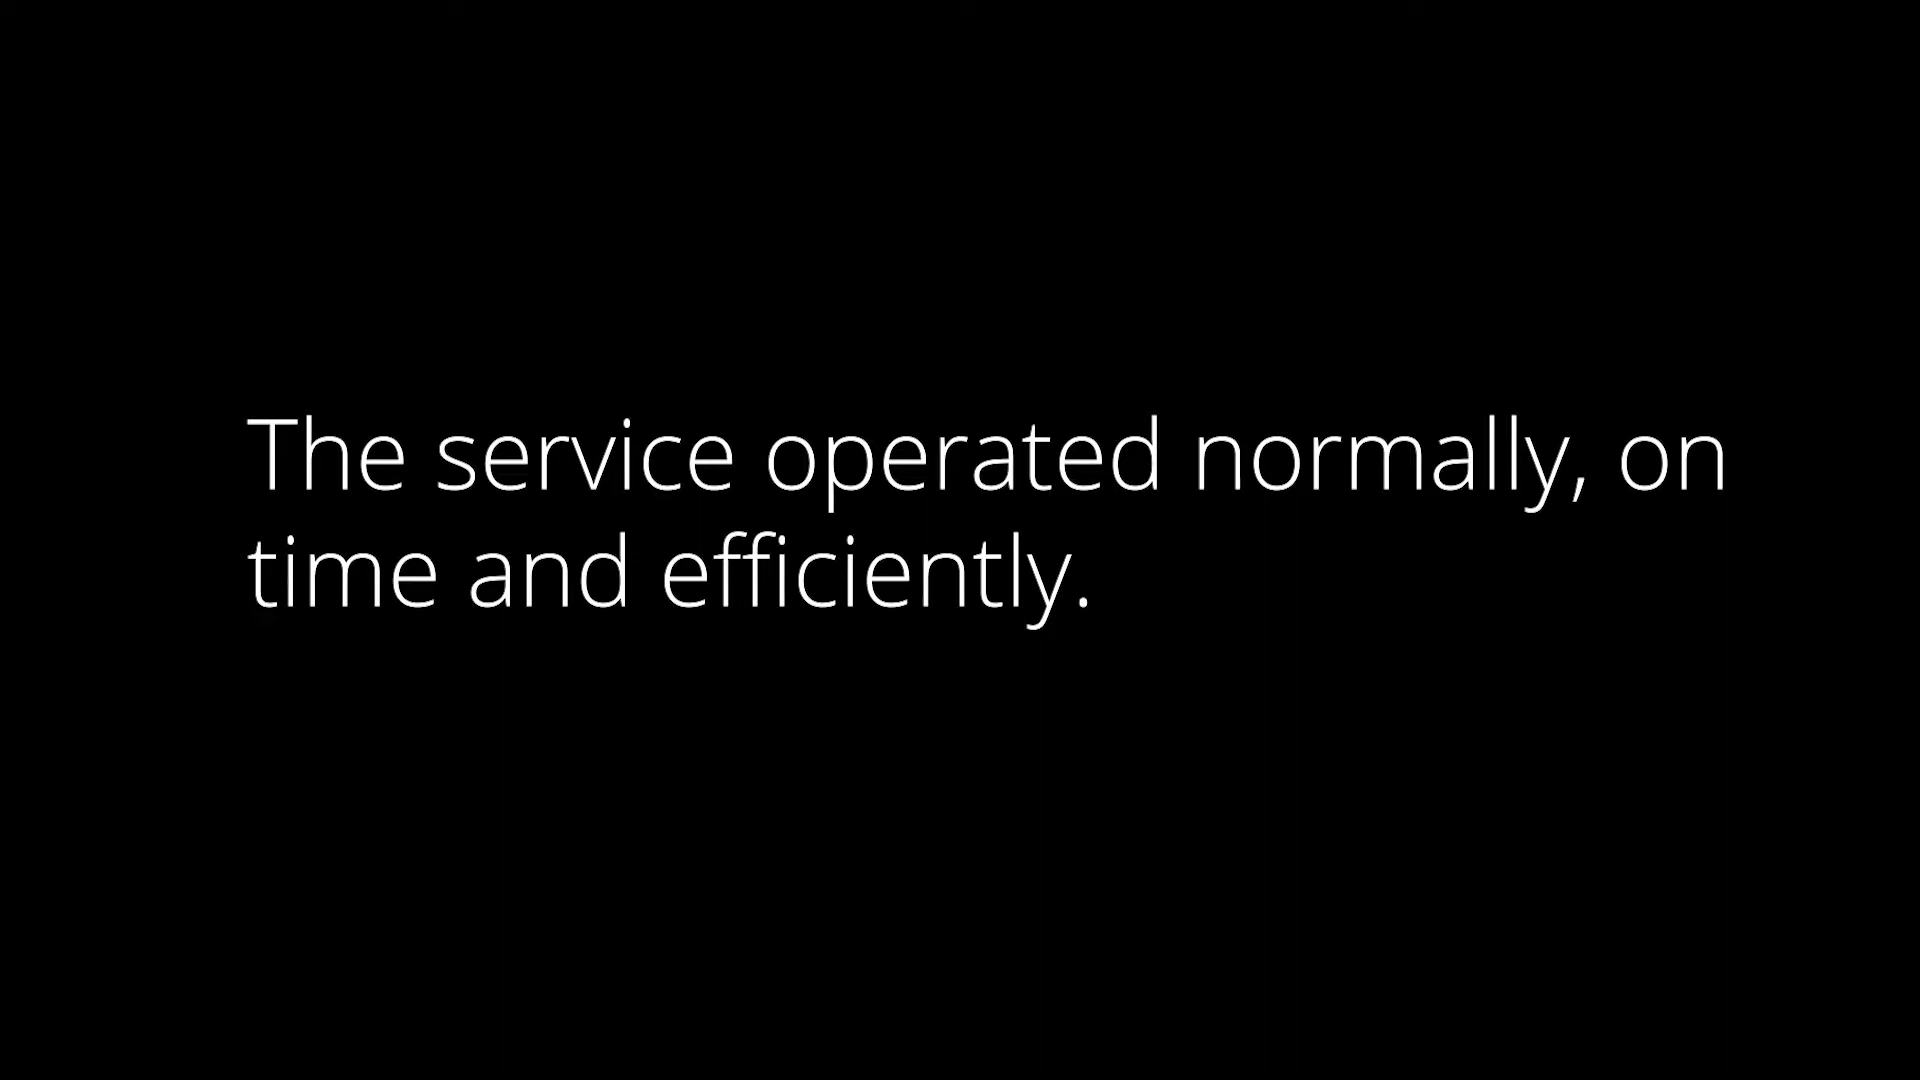 The service operated normally, on
time and efficiently.